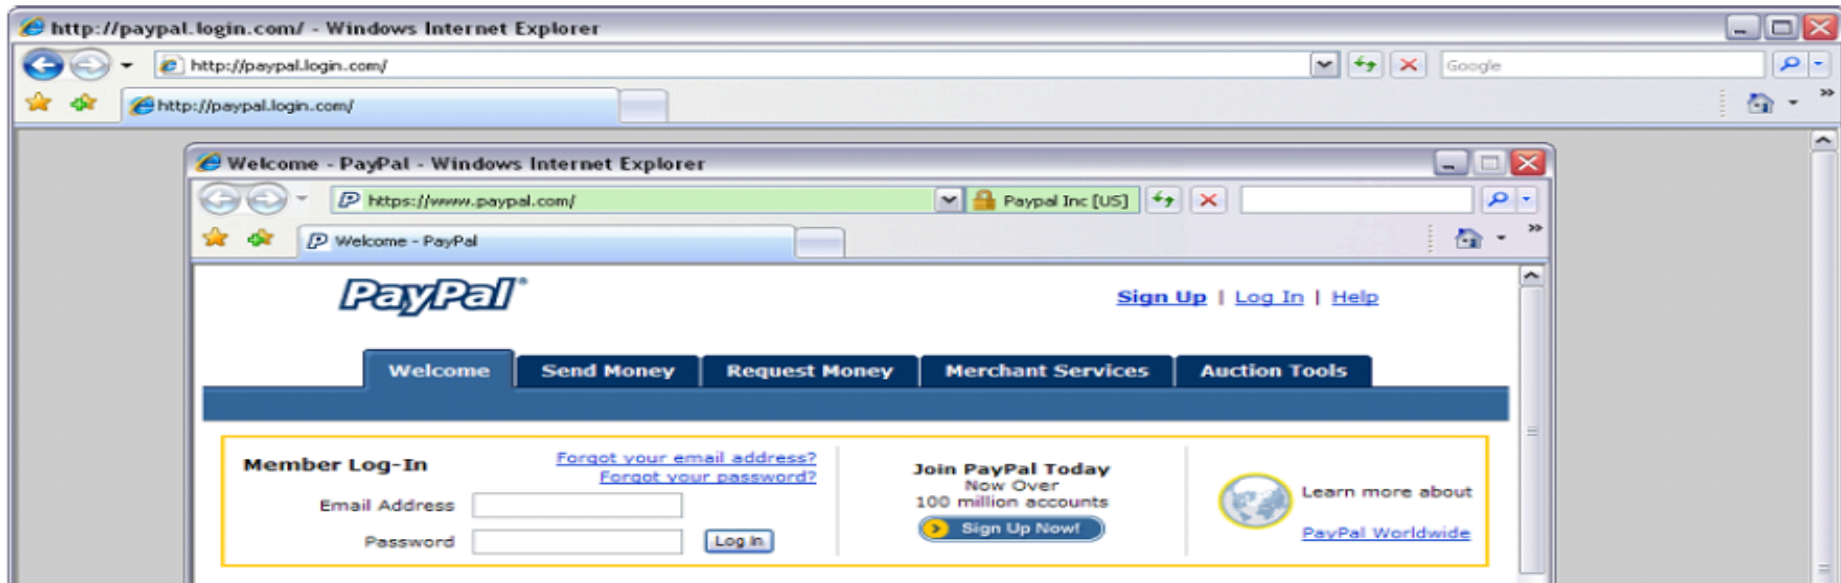 http://paypal.login.com/ - Windows Internet Explorer
http://paypal.login.com/
Google
http://paypal.login.com/
Welcome - PayPal - Windows Internet Explorer
https://www.paypal.com/
Paypal Inc [US]
Welcome - PayPal
PayPal
Sign Up | Log In | Help
Welcome
Send Money
Request Money
Merchant Services
Auction Tools
Member Log-In
Forgot your email address?
Forgot your password?
Email Address
Password
Log In
Join PayPal Today
Now Over
100 million accounts
Sign Up Now!
Learn more about
PayPal Worldwide